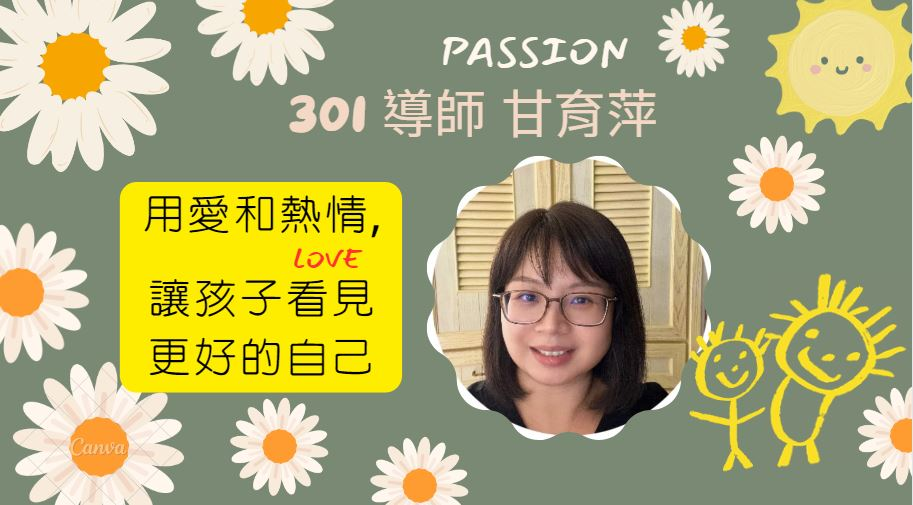 PASSION
301 導師 甘育萍
用愛和熱情,
LOVE
讓孩子看見
更好的自己
Canva